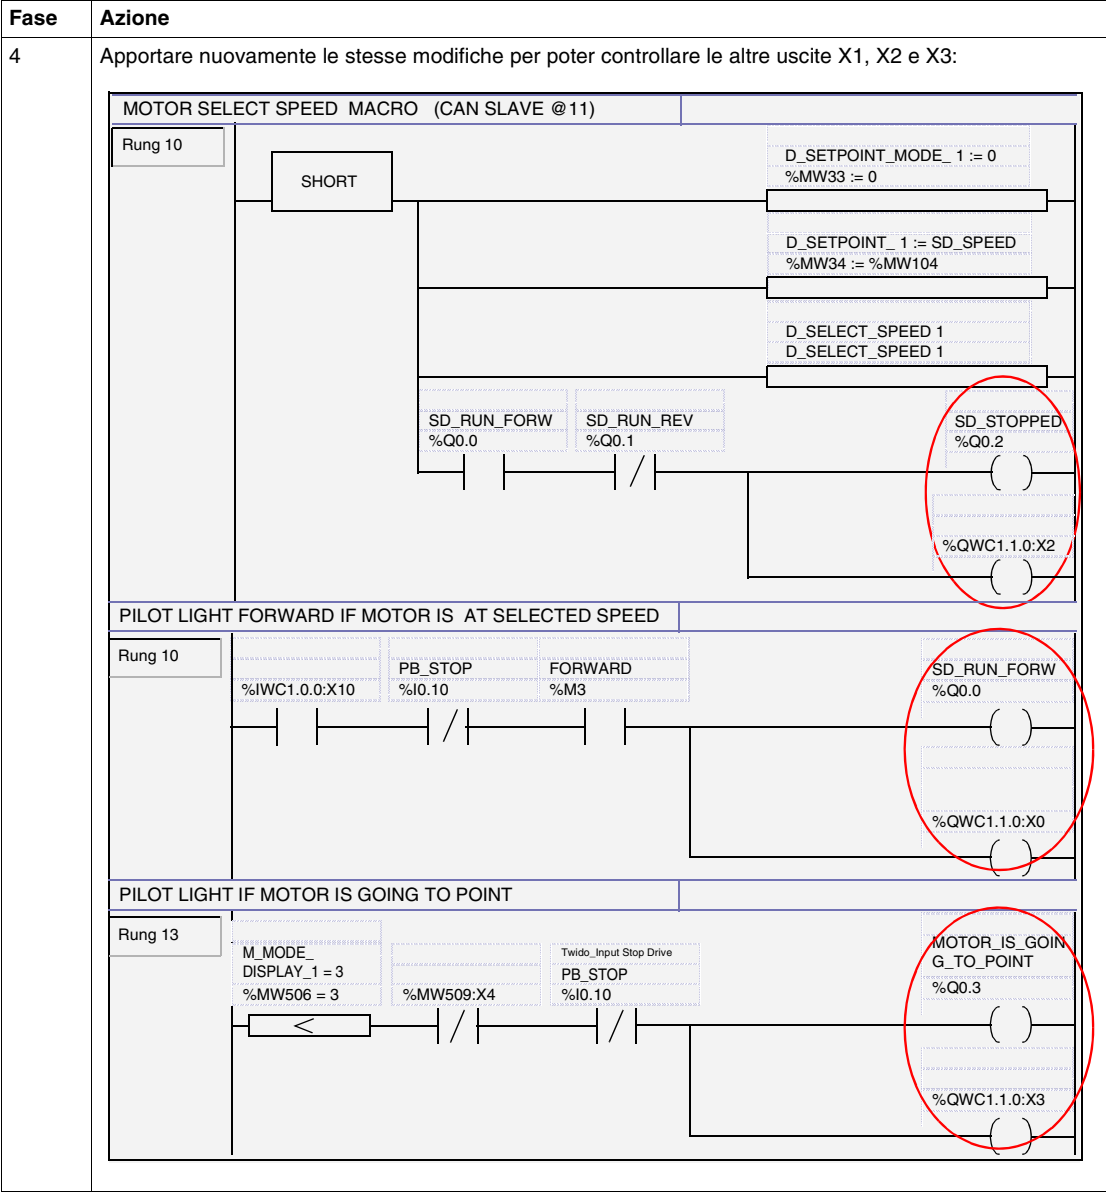 Fase Azione
4 Apportare nuovamente le stesse modifiche per poter controllare le altre uscite X1, X2 e X3:
MOTOR SELECT SPEED MACRO (CAN SLAVE @11)
Rung 10
SHORT
D_SETPOINT_MODE_ 1 := 0
%MW33 := 0
D_SETPOINT_ 1 := SD_SPEED
%MW34 := %MW104
D_SELECT_SPEED 1
D_SELECT_SPEED 1
SD_RUN_FORW SD_RUN_REV SD_STOPPED
%Q0.0 %Q0.1 %Q0.2
%QWC1.1.0:X2
PILOT LIGHT FORWARD IF MOTOR IS AT SELECTED SPEED
Rung 10
PB_STOP FORWARD SD_RUN_FORW
%IWC1.0.0:X10 %I0.10 %M3 %Q0.0
%QWC1.1.0:X0
PILOT LIGHT IF MOTOR IS GOING TO POINT
Rung 13
M_MODE_ Twido_Input Stop Drive MOTOR_IS_GOIN
DISPLAY_1 = 3 PB_STOP G_TO_POINT
%MW506 = 3 %MW509:X4 %I0.10 %Q0.3
<
%QWC1.1.0:X3